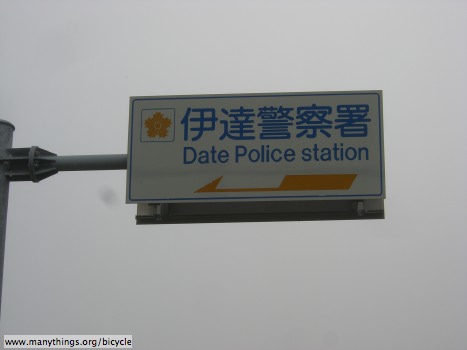 伊達警察署
Date Police station
www.manythings.org/bicycle